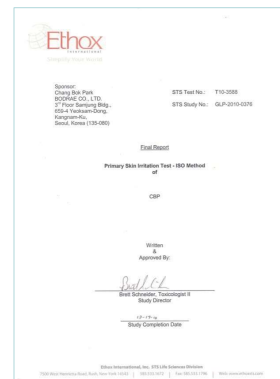 Ethox
International
Integrity. Your World.
Sponsor:
Chang Bok Park
BODRAE CO., LTD.
3rd Floor Samjung Bldg.,
659-4 Yeoksam-Dong,
Kangnam-Ku,
Seoul, Korea (135-080)
STS Test No.: T10-3589
STS Study No.: GLP-2010-0376
Final Report
Primary Skin Irritation Test - ISO Method
of
CBP
Written
&
Approved By:
Brett Schneider, Toxicologist II
Study Director
Study Completion Date
Ethox International, Inc. STS Life Sciences Division